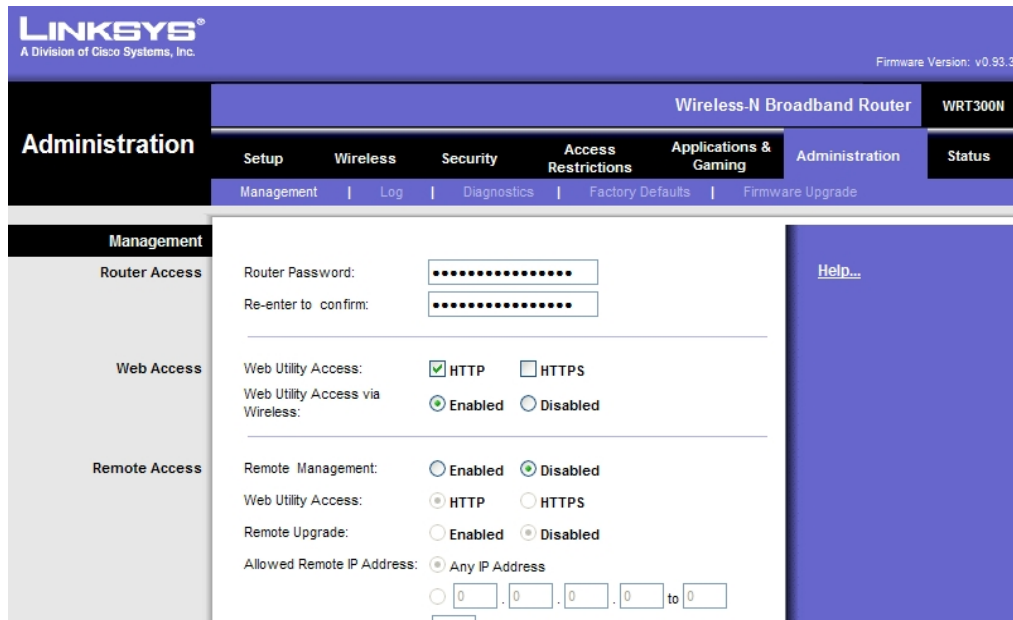 LINKSYS®
A Division of Cisco Systems, Inc.
Firmware Version: v0.93.3
Wireless-N Broadband Router WRT300N
Administration
Setup Wireless Security Access Restrictions Applications & Gaming Administration Status
Management | Log | Diagnostics | Factory Defaults | Firmware Upgrade
Management
Router Access
Router Password:
Re-enter to confirm:
Help...
Web Access
Web Utility Access: HTTP HTTPS
Web Utility Access via
Wireless: Enabled Disabled
Remote Access
Remote Management: Enabled Disabled
Web Utility Access: HTTP HTTPS
Remote Upgrade: Enabled Disabled
Allowed Remote IP Address: Any IP Address
0 . 0 . 0 . 0 to 0